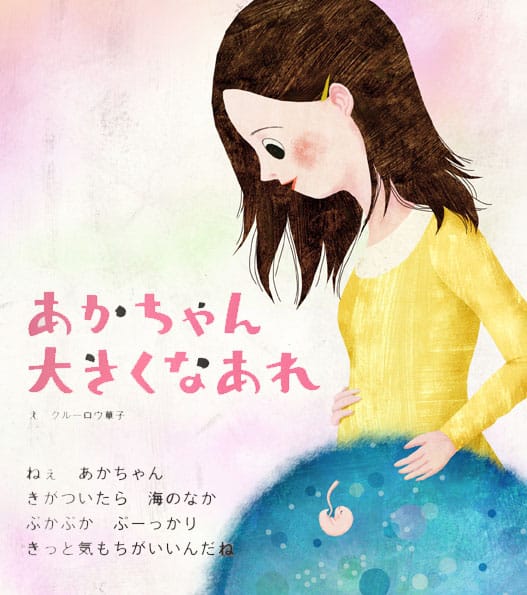 あかちゃん
大きくなあれ
え クルーロウ華子
ねぇ　あかちゃん
きがついたら　海のなか
ぷかぷか　ぷーっかり
きっと気もちがいいんだね